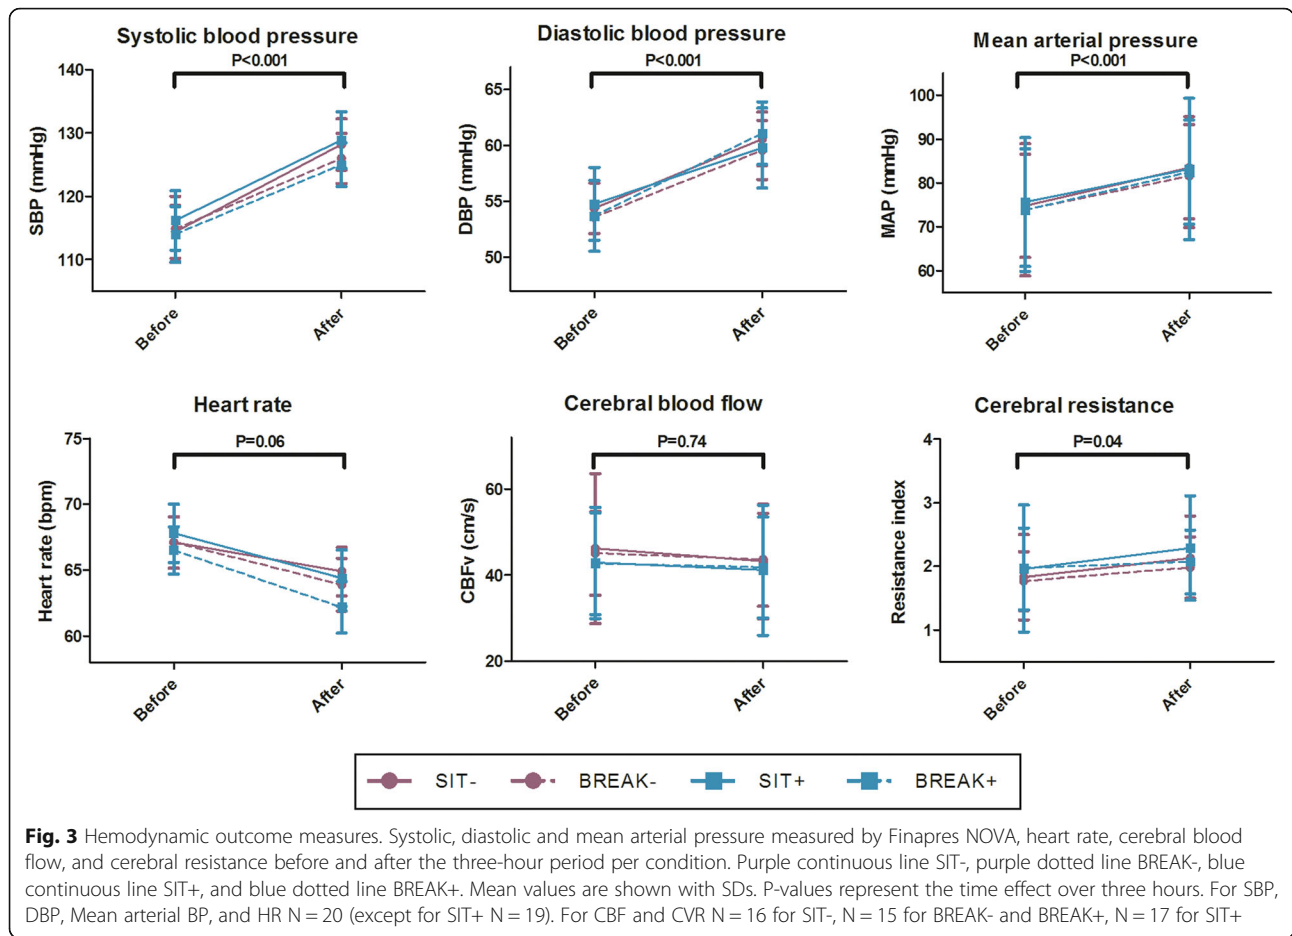 Systolic blood pressure
P<0.001
SBP (mmHg)
140
130
120
110
Before
After
Diastolic blood pressure
P<0.001
DBP (mmHg)
65
60
55
50
Before
After
Mean arterial pressure
P<0.001
MAP (mmHg)
100
90
80
70
60
Before
After
Heart rate
P=0.06
Heart rate (bpm)
75
70
65
60
Before
After
Cerebral blood flow
P=0.74
CBFv (cm/s)
60
40
20
Before
After
Cerebral resistance
P=0.04
Resistance index
4
3
2
1
Before
After
SIT- BREAK- SIT+ BREAK+
Fig. 3 Hemodynamic outcome measures. Systolic, diastolic and mean arterial pressure measured by Finapres NOVA, heart rate, cerebral blood
flow, and cerebral resistance before and after the three-hour period per condition. Purple continuous line SIT-, purple dotted line BREAK-, blue
continuous line SIT+, and blue dotted line BREAK+. Mean values are shown with SDs. P-values represent the time effect over three hours. For SBP,
DBP, Mean arterial BP, and HR N = 20 (except for SIT+ N = 19). For CBF and CVR N = 16 for SIT-, N = 15 for BREAK- and BREAK+, N = 17 for SIT+